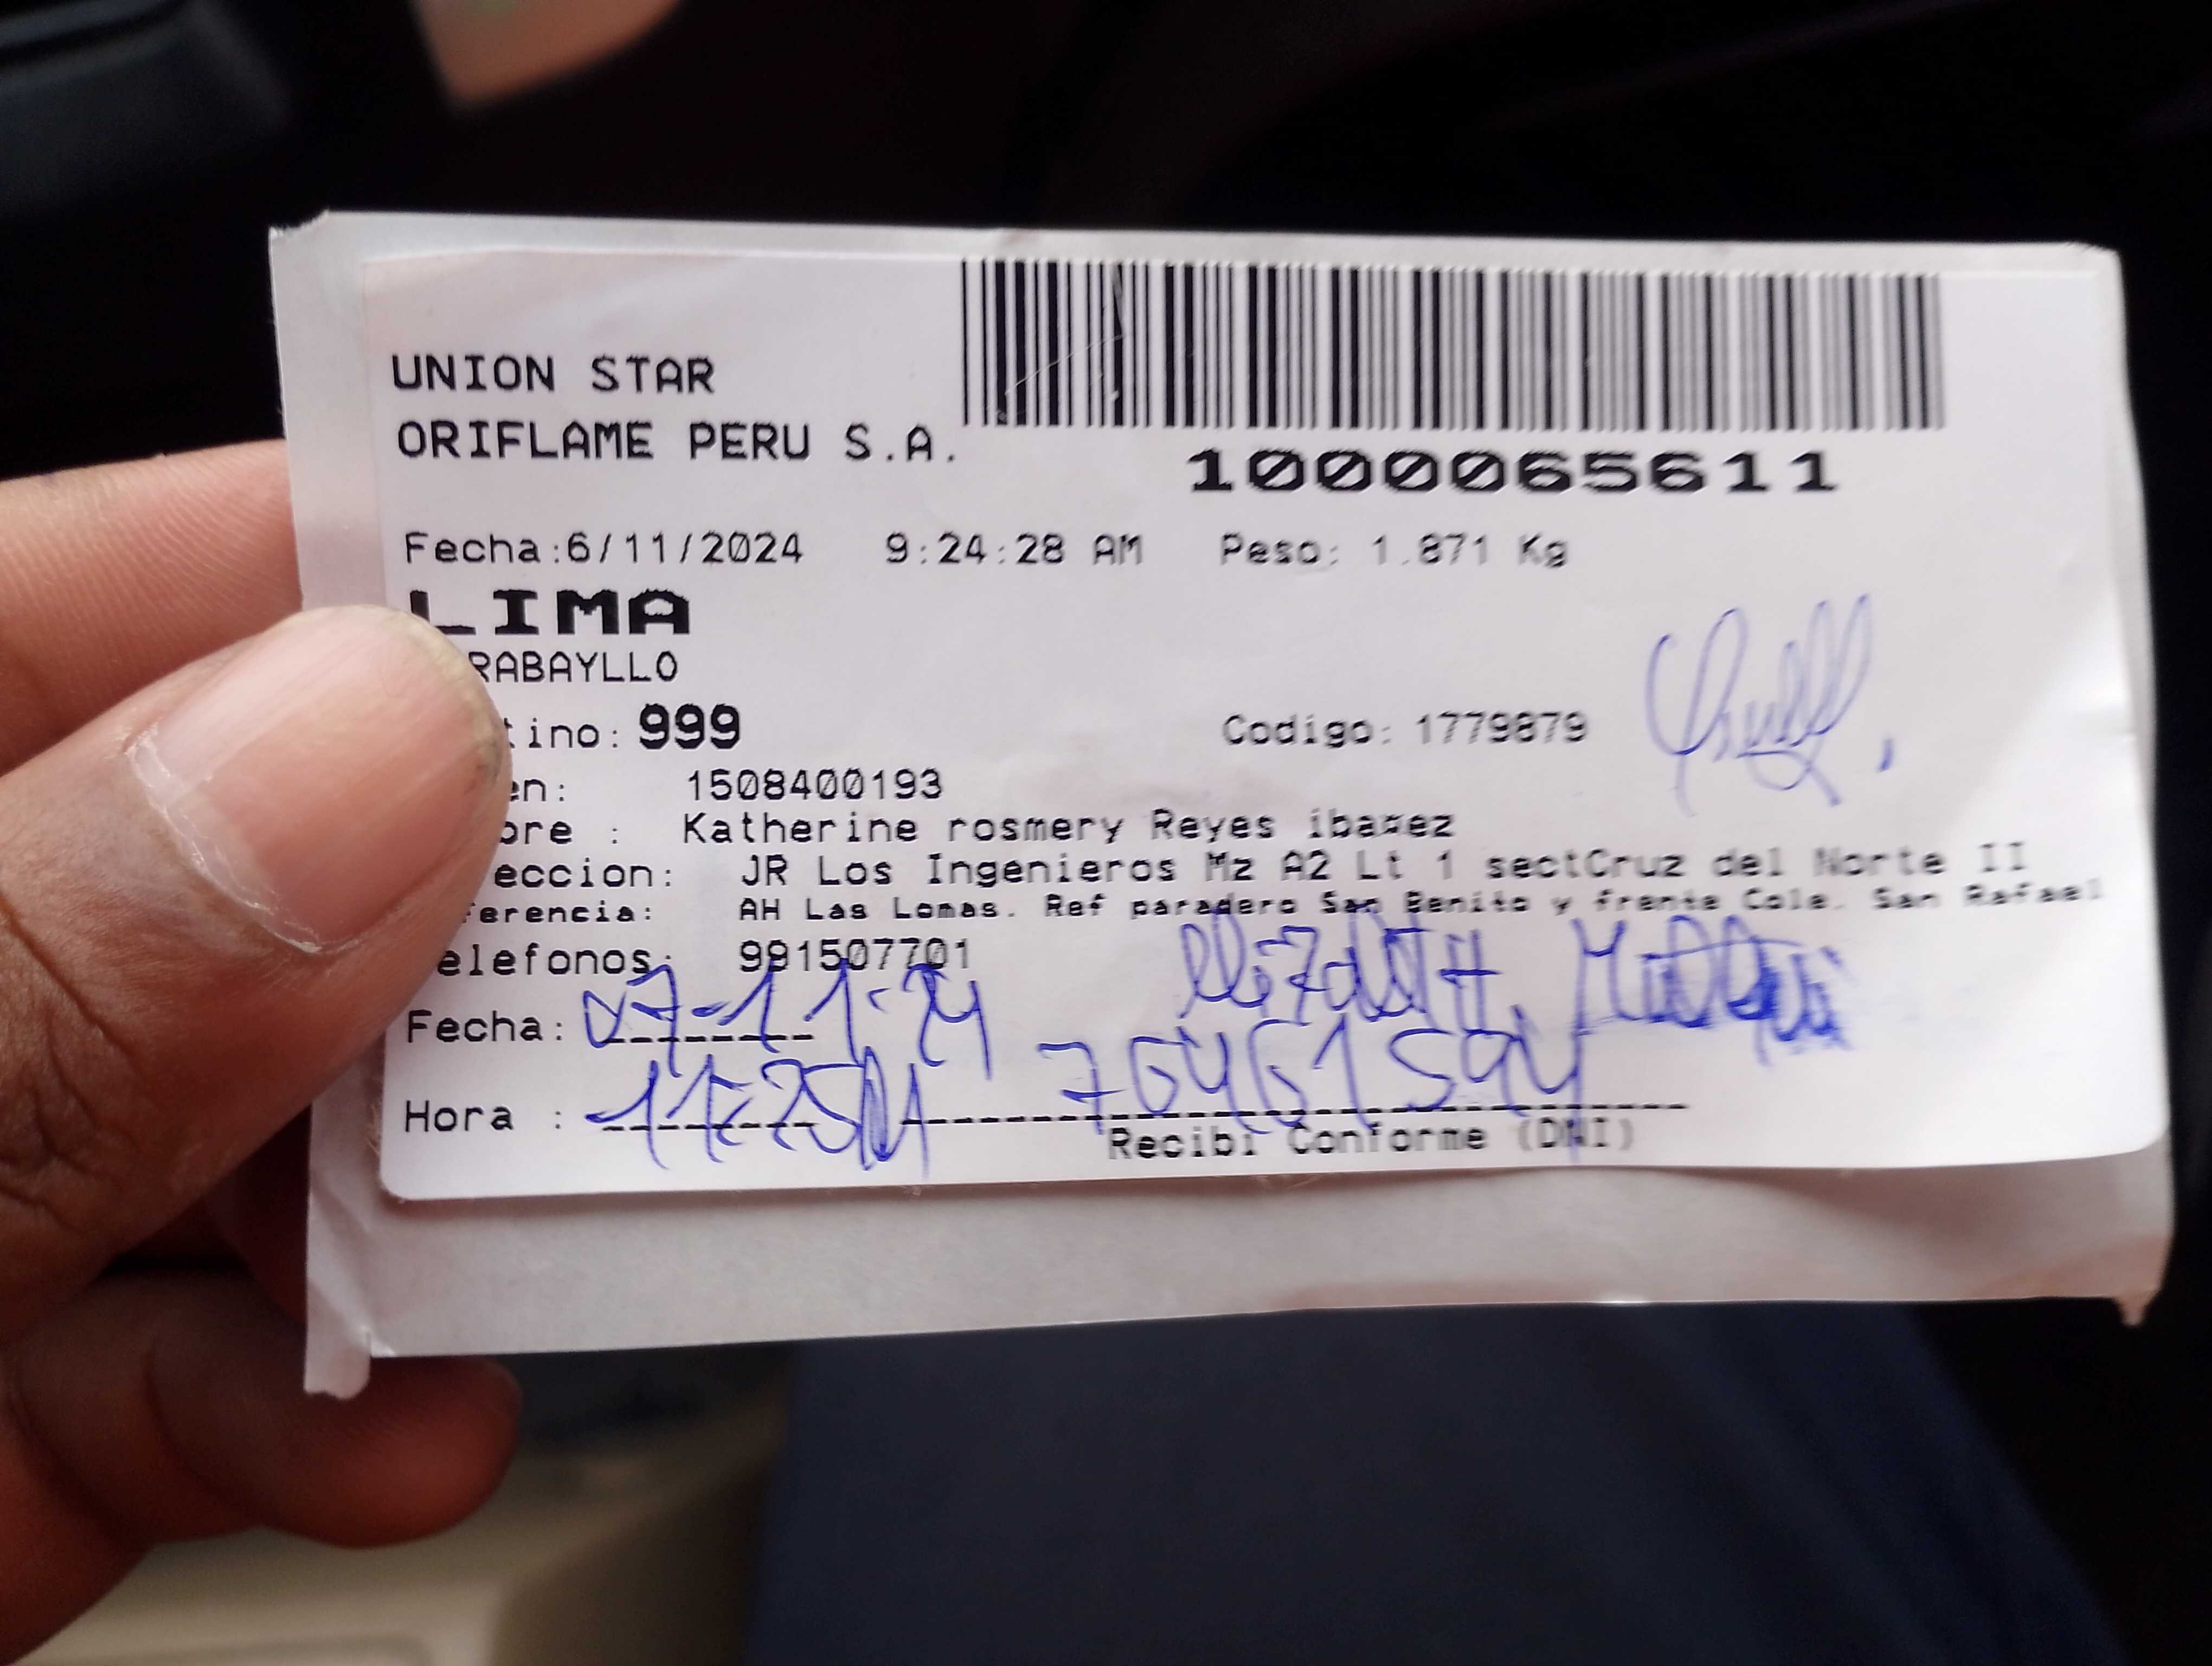 UNION STAR
ORIFLAME PERU S.A.
1000065611
Fecha:6/11/2024 9:24:28 AM Peso: 1.871 Kg
LIMA
RABAYLLO
tino: 999 Codigo: 1779879
en: 1508400193
bre : Katherine rosmery Reyes ibañez
eccion: JR Los Ingenieros Mz A2 Lt 1 sectCruz del Norte II
erencia: AH Las Lomas. Ref paradero San Benito y frente Cole. San Rafael
elefonos: 991507701
Fecha: 07-11-24
Hora : 11:25 76461594
Recibi Conforme (DNI)